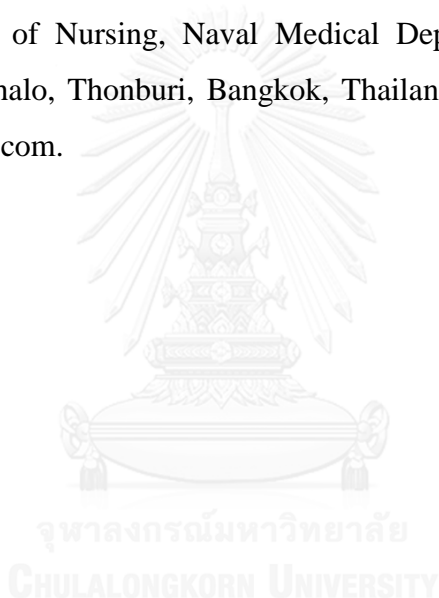 of Nursing, Naval Medical Dep
nalo, Thonburi, Bangkok, Thailan
com.
จุฬาลงกรณ์มหาวิทยาลัย
CHULALONGKORN UNIVERSITY